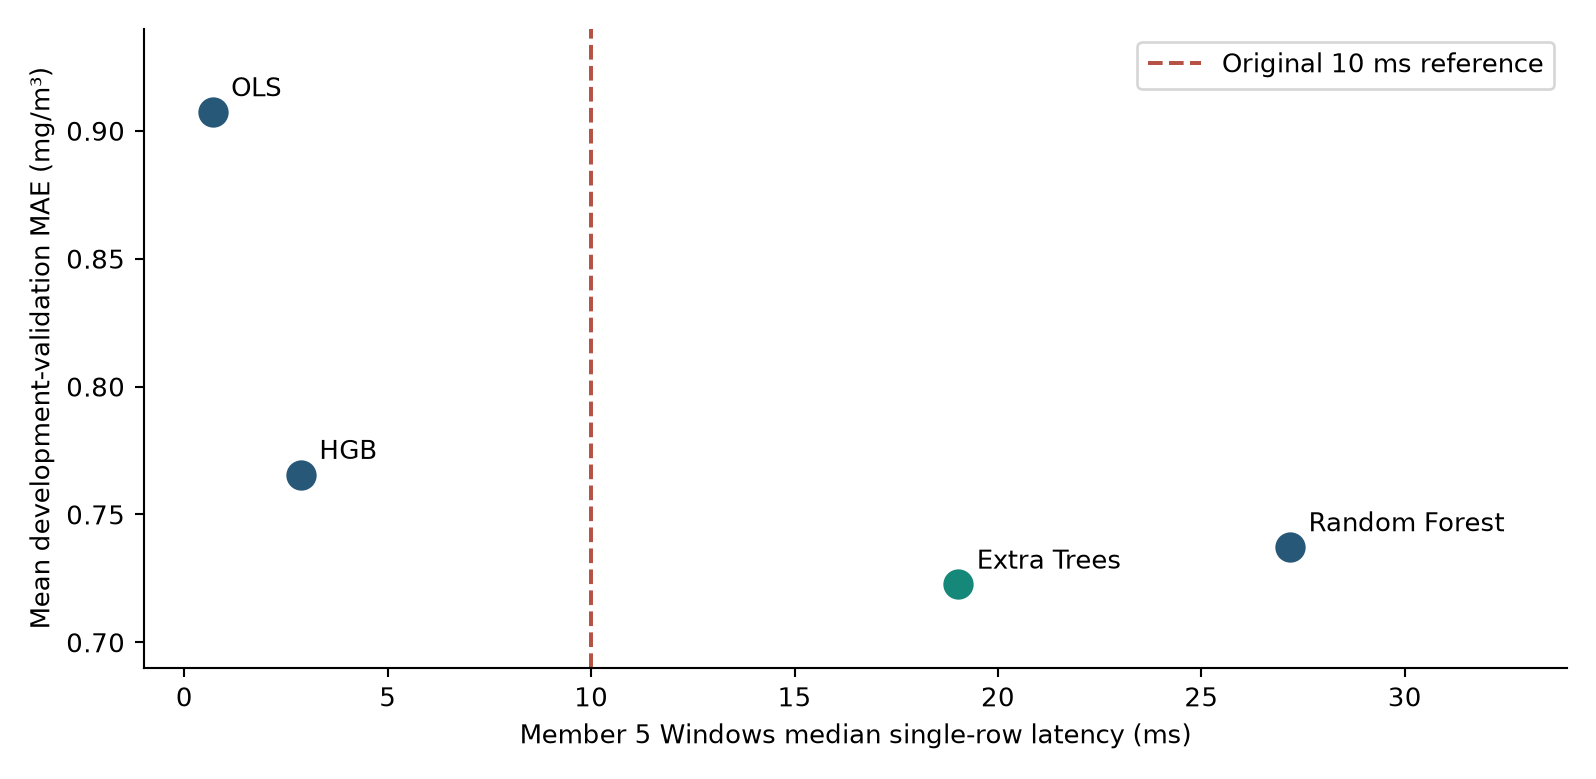 Original 10 ms reference
OLS
HGB
Extra Trees
Random Forest
Mean development-validation MAE (mg/m³)
0.90
0.85
0.80
0.75
0.70
0
5
10
15
20
25
30
Member 5 Windows median single-row latency (ms)